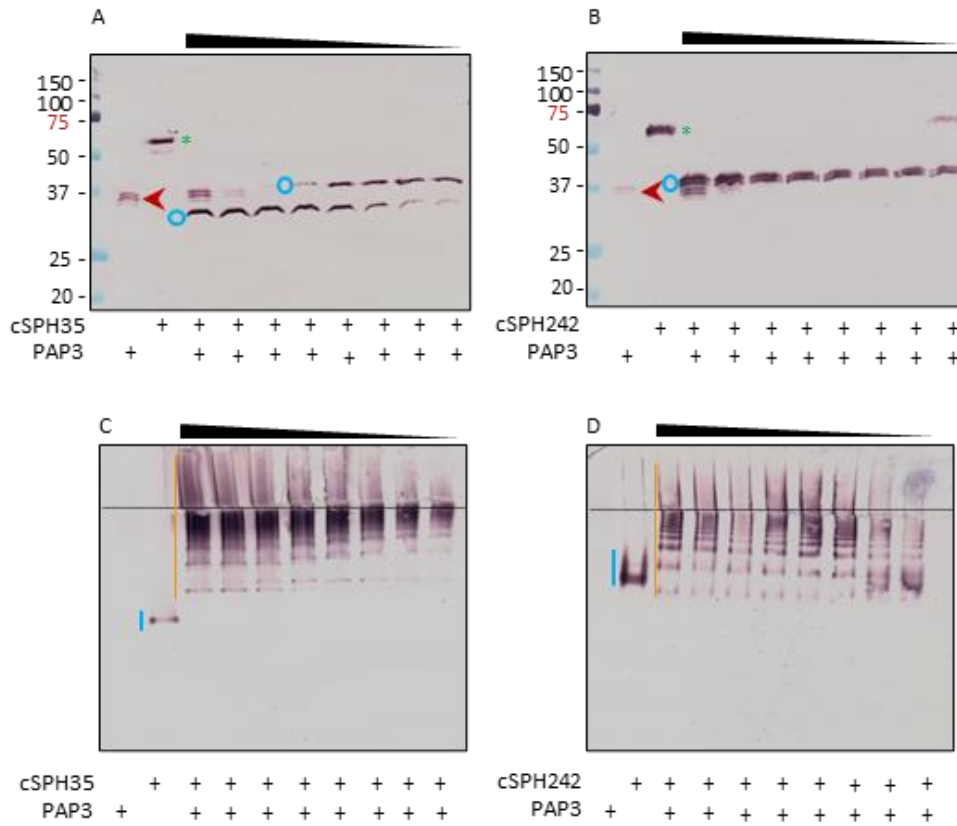 A
150 -
100 -
75 -
50 -
37 -
25 -
20 -
*
cSPH35 + + + + + + + + +
PAP3 + + + + + + + + +
B
150 -
100 -
75 -
50 -
37 -
25 -
20 -
*
cSPH242 + + + + + + + + +
PAP3 + + + + + + + + +
C
cSPH35 + + + + + + + + +
PAP3 + + + + + + + + +
D
cSPH242 + + + + + + + + +
PAP3 + + + + + + + + +